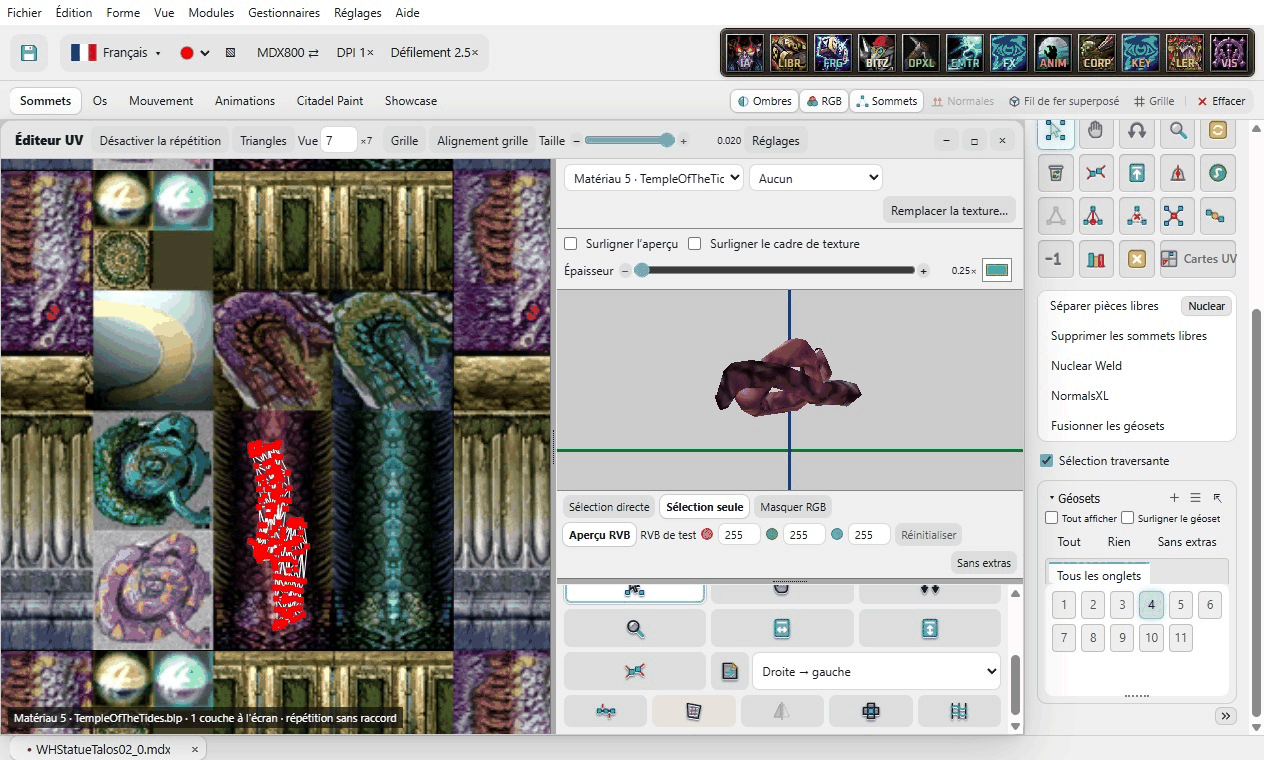 Fichier Édition Forme Vue Modules Gestionnaires Réglages Aide
Français MDX800 ⇄ DPI 1× Défilement 2.5×
IA LIBR FRG BITZ OPXL EMTR FX ANIM CORP KEY LER VIS
Sommets Os Mouvement Animations Citadel Paint Showcase
Ombres RGB Sommets Normales Fil de fer superposé Grille Effacer
Éditeur UV Désactiver la répétition Triangles Vue 7 ×7 Grille Alignement grille Taille − + 0.020 Réglages
Matériau 5 · TempleOfTheTic Aucun
Remplacer la texture...
Surligner l'aperçu Surligner le cadre de texture
Épaisseur − + 0.25×
Sélection directe Sélection seule Masquer RGB
Aperçu RVB RVB de test 255 255 255 Réinitialiser
Sans extras
Droite → gauche
Matériau 5 · TempleOfTheTides.blp · 1 couche à l'écran · répétition sans raccord
−1 Cartes UV
Séparer pièces libres Nuclear
Supprimer les sommets libres
Nuclear Weld
NormalsXL
Fusionner les géosets
Sélection traversante
Géosets
Tout afficher Surligner le géoset
Tout Rien Sans extras
Tous les onglets
1 2 3 4 5 6
7 8 9 10 11
WHStatueTalos02_0.mdx ×